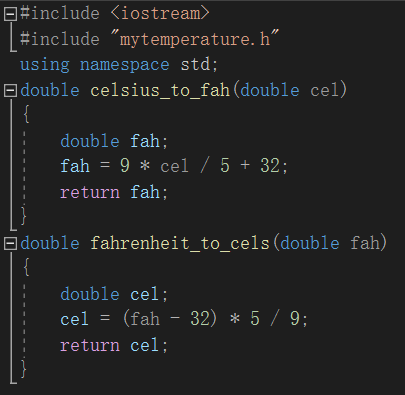 #include <iostream>
#include "mytemperature.h"
using namespace std;
double celsius_to_fah(double cel)
{
    double fah;
    fah = 9 * cel / 5 + 32;
    return fah;
}
double fahrenheit_to_cels(double fah)
{
    double cel;
    cel = (fah - 32) * 5 / 9;
    return cel;
}